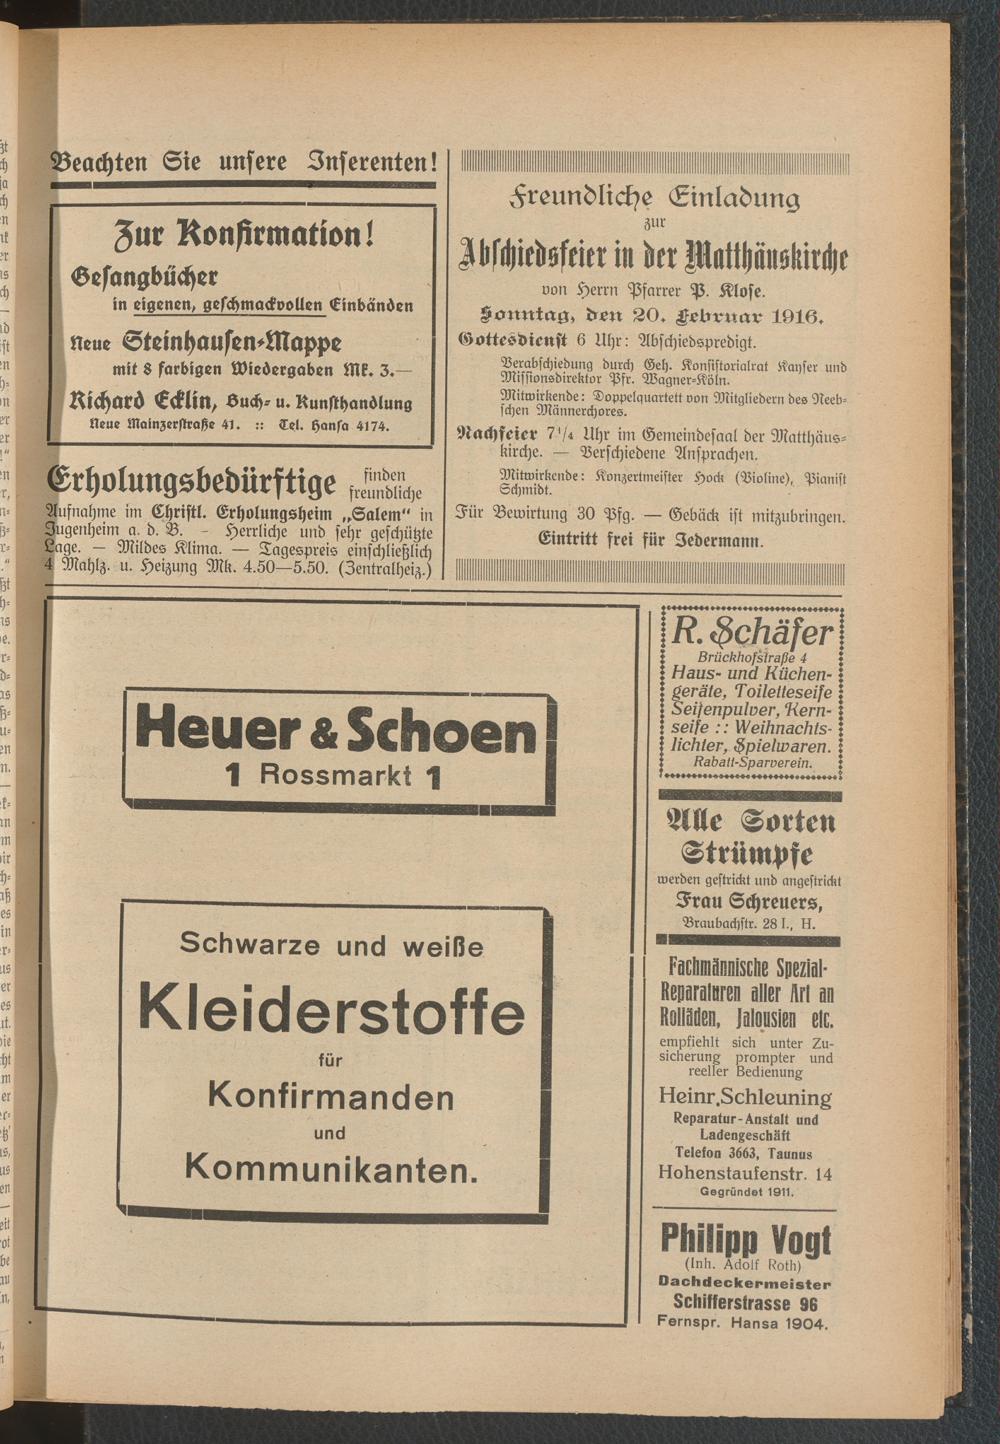 Beachten Sie unsere Inserenten!
Zur Konfirmation!
Gesangbücher
in eigenen, geschmackvollen Einbänden
Neue Steinhausen-Mappe
mit 8 farbigen Wiedergaben Mk. 3.—
Richard Ecklin, Buch- u. Kunsthandlung
Neue Mainzerstraße 41. :: Tel. Hansa 4174.
Erholungsbedürftige finden
freundliche
Aufnahme im Christl. Erholungsheim „Salem“ in
Jugenheim a. d. B. – Herrliche und sehr geschützte
Lage. — Mildes Klima. — Tagespreis einschließlich
4 Mahlz. u. Heizung Mk. 4.50—5.50. (Zentralheiz.)
Freundliche Einladung
zur
Abschiedsfeier in der Matthäuskirche
von Herrn Pfarrer P. Klose.
Sonntag, den 20. Februar 1916.
Gottesdienst 6 Uhr: Abschiedspredigt.
Verabschiedung durch Geh. Konsistorialrat Kayser und
Missionsdirektor Pfr. Wagner-Köln.
Mitwirkende: Doppelquartett von Mitgliedern des Neeb-
schen Männerchores.
Nachfeier 7¼ Uhr im Gemeindesaal der Matthäus-
kirche. — Verschiedene Ansprachen.
Mitwirkende: Konzertmeister Hock (Violine), Pianist
Schmidt.
Für Bewirtung 30 Pfg. — Gebäck ist mitzubringen.
Eintritt frei für Jedermann.
Heuer & Schoen
1 Rossmarkt 1
Schwarze und weiße
Kleiderstoffe
für
Konfirmanden
und
Kommunikanten.
R. Schäfer
Brückhofstraße 4
Haus- und Küchen-
geräte, Toiletteseife
Seifenpulver, Kern-
seife :: Weihnachts-
lichter, Spielwaren.
Rabatt-Sparverein.
Alle Sorten
Strümpfe
werden gestrickt und angestrickt
Frau Schreuers,
Braubachstr. 28 I., H.
Fachmännische Spezial-
Reparaturen aller Art an
Rolläden, Jalousien etc.
empfiehlt sich unter Zu-
sicherung prompter und
reeller Bedienung
Heinr. Schleuning
Reparatur-Anstalt und
Ladengeschäft
Telefon 3663, Taunus
Hohenstaufenstr. 14
Gegründet 1911.
Philipp Vogt
(Inh. Adolf Roth)
Dachdeckermeister
Schifferstrasse 96
Fernspr. Hansa 1904.